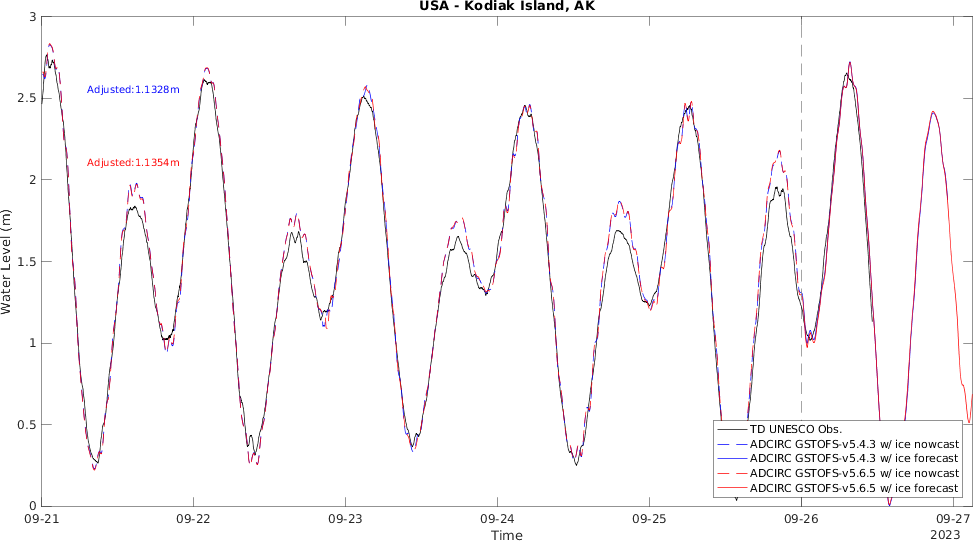 USA - Kodiak Island, AK
3
2.5
2
1.5
1
0.5
0
Water Level (m)
Adjusted:1.1328m
Adjusted:1.1354m
TD UNESCO Obs.
ADCIRC GSTOFS-v5.4.3 w/ ice nowcast
ADCIRC GSTOFS-v5.4.3 w/ ice forecast
ADCIRC GSTOFS-v5.6.5 w/ ice nowcast
ADCIRC GSTOFS-v5.6.5 w/ ice forecast
09-21 09-22 09-23 09-24 09-25 09-26 09-27
Time
2023